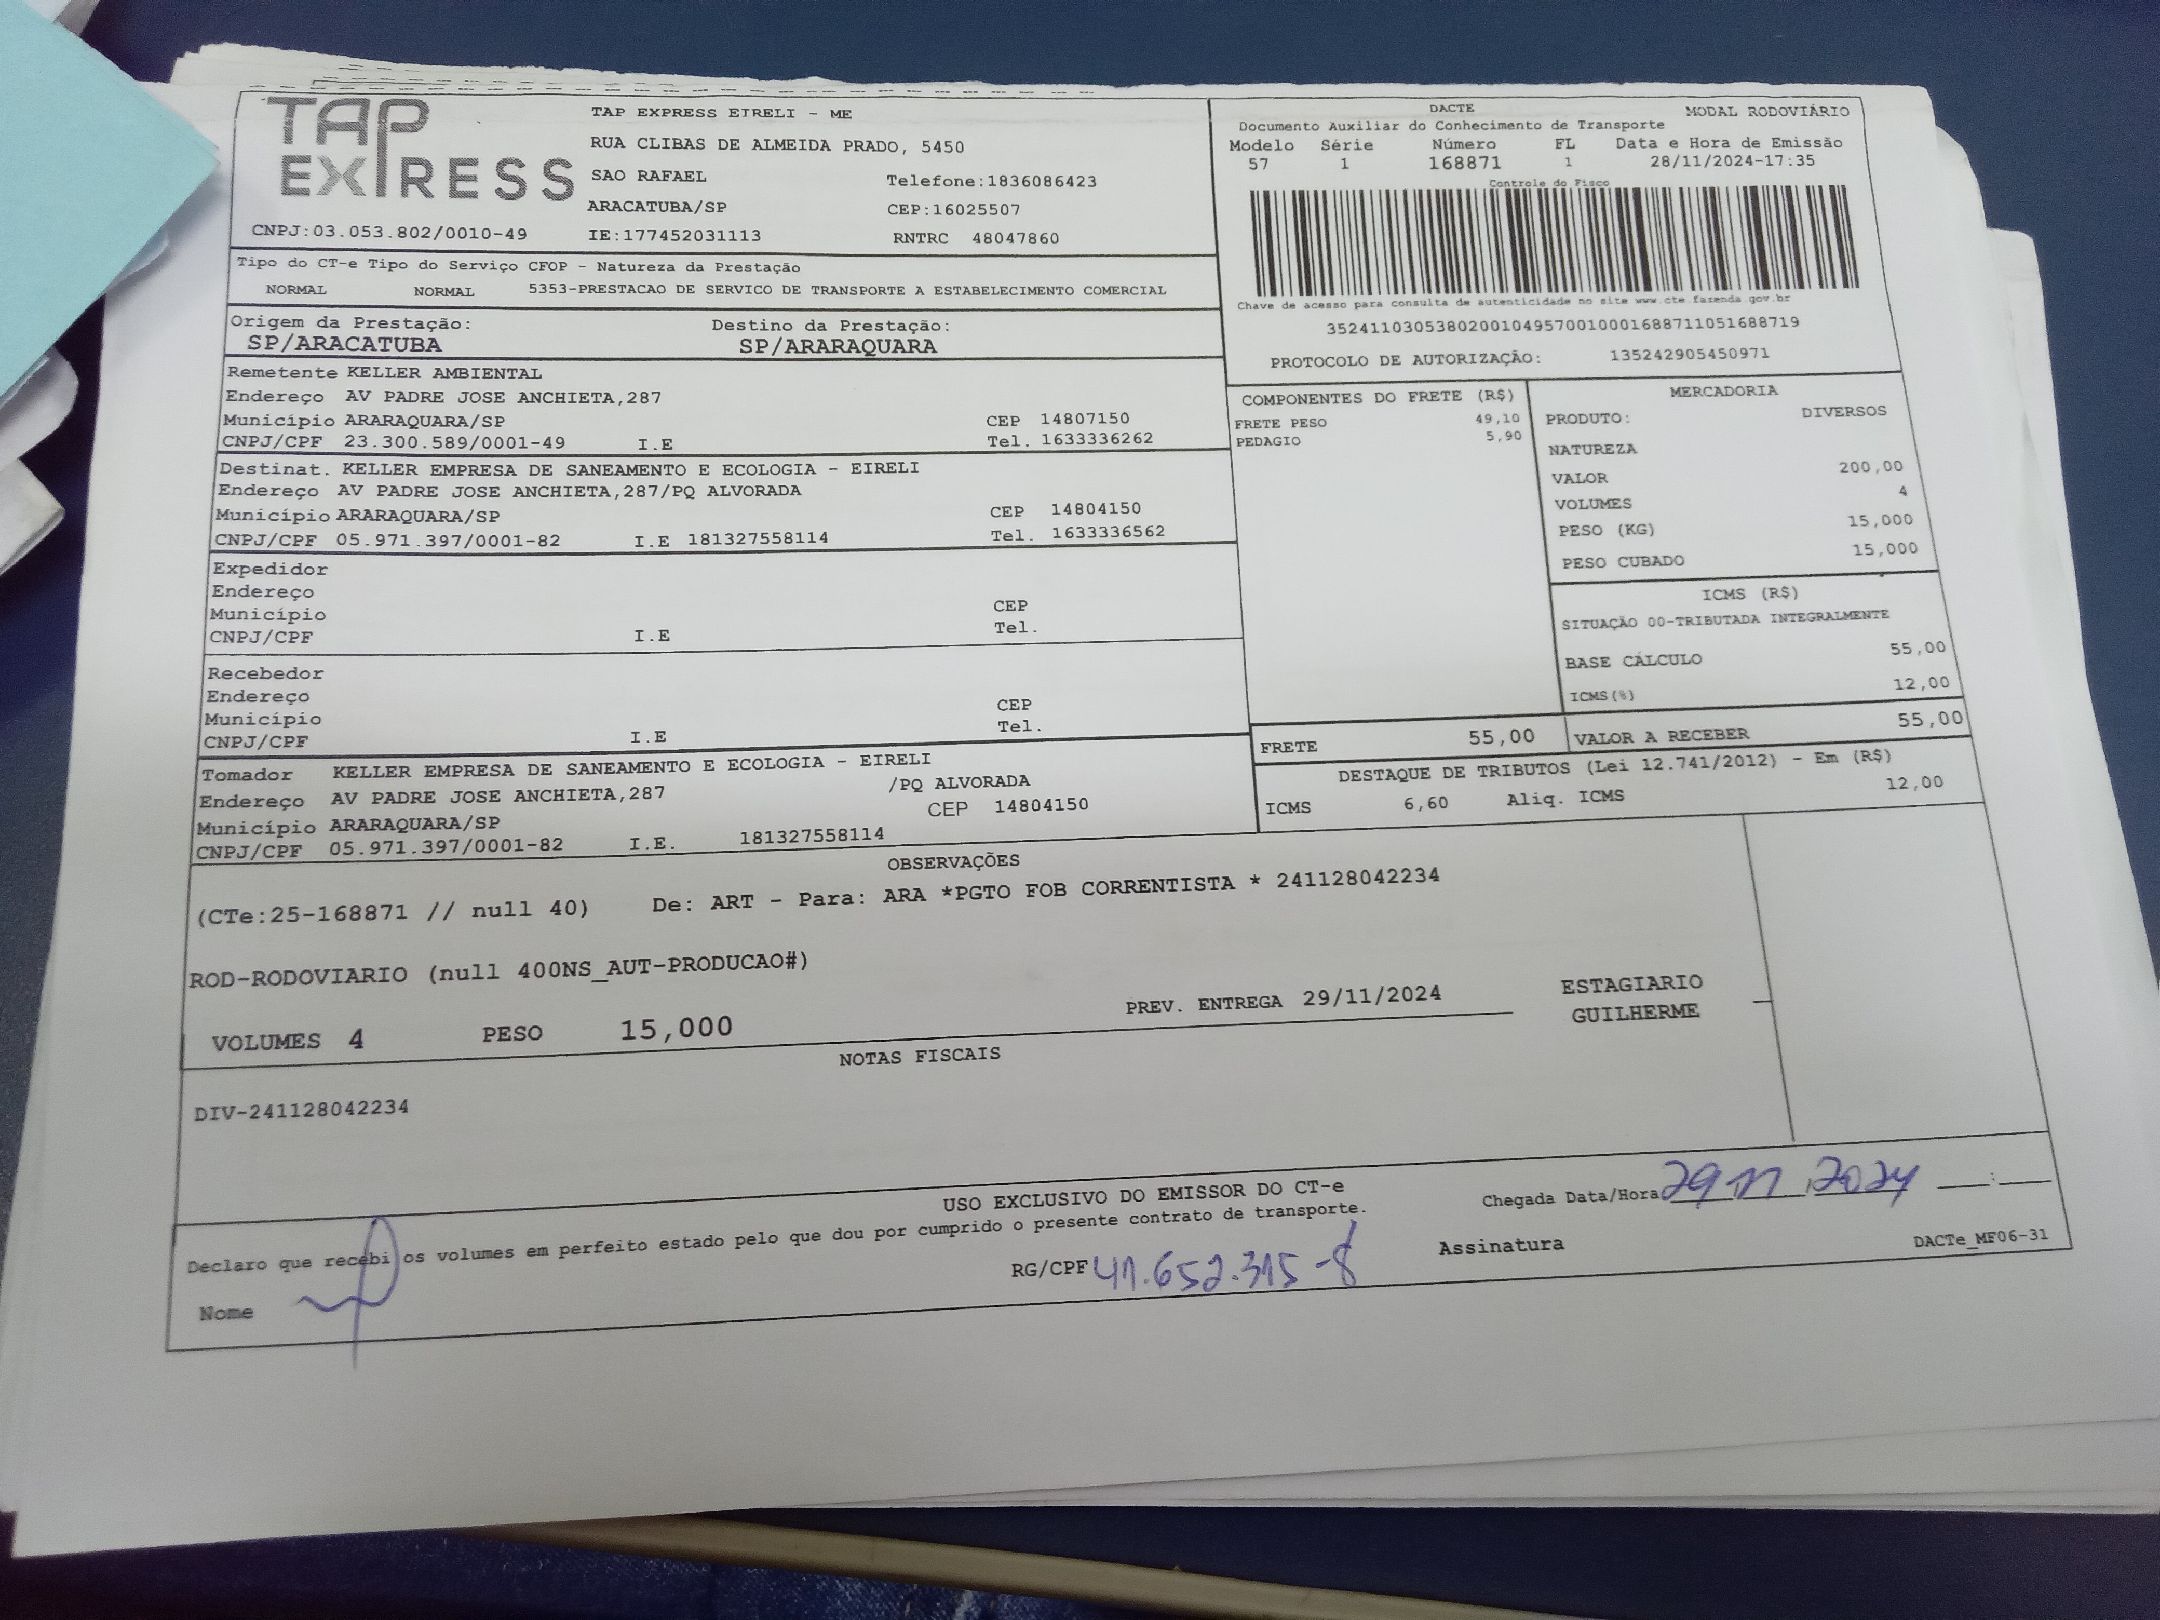 TAP EXPRESS
TAP EXPRESS EIRELI - ME
RUA CLIBAS DE ALMEIDA PRADO, 5450
SAO RAFAEL Telefone:1836086423
ARACATUBA/SP CEP:16025507
CNPJ:03.053.802/0010-49 IE:177452031113 RNTRC 48047860
DACTE MODAL RODOVIÁRIO
Documento Auxiliar do Conhecimento de Transporte
Modelo Série Número FL Data e Hora de Emissão
57 1 168871 1 28/11/2024-17:35
Controle do Fisco
Chave de acesso para consulta de autenticidade no site www.cte.fazenda.gov.br
35241103053802001049570010001688711051688719
PROTOCOLO DE AUTORIZAÇÃO: 135242905450971
Tipo do CT-e Tipo do Serviço CFOP - Natureza da Prestação
NORMAL NORMAL 5353-PRESTACAO DE SERVICO DE TRANSPORTE A ESTABELECIMENTO COMERCIAL
Origem da Prestação: Destino da Prestação:
SP/ARACATUBA SP/ARARAQUARA
Remetente KELLER AMBIENTAL
Endereço AV PADRE JOSE ANCHIETA,287
Município ARARAQUARA/SP CEP 14807150
CNPJ/CPF 23.300.589/0001-49 I.E Tel. 1633336262
Destinat. KELLER EMPRESA DE SANEAMENTO E ECOLOGIA - EIRELI
Endereço AV PADRE JOSE ANCHIETA,287/PQ ALVORADA
Município ARARAQUARA/SP CEP 14804150
CNPJ/CPF 05.971.397/0001-82 I.E 181327558114 Tel. 1633336562
Expedidor
Endereço
Município CEP
CNPJ/CPF I.E Tel.
Recebedor
Endereço
Município CEP
CNPJ/CPF I.E Tel.
Tomador KELLER EMPRESA DE SANEAMENTO E ECOLOGIA - EIRELI
Endereço AV PADRE JOSE ANCHIETA,287 /PQ ALVORADA
Município ARARAQUARA/SP CEP 14804150
CNPJ/CPF 05.971.397/0001-82 I.E. 181327558114
COMPONENTES DO FRETE (R$)
FRETE PESO 49,10
PEDAGIO 5,90
MERCADORIA
PRODUTO: DIVERSOS
NATUREZA
VALOR 200,00
VOLUMES 4
PESO (KG) 15,000
PESO CUBADO 15,000
ICMS (R$)
SITUAÇÃO 00-TRIBUTADA INTEGRALMENTE
BASE CÁLCULO 55,00
ICMS(%) 12,00
FRETE 55,00 VALOR A RECEBER 55,00
DESTAQUE DE TRIBUTOS (Lei 12.741/2012) - Em (R$)
ICMS 6,60 Aliq. ICMS 12,00
OBSERVAÇÕES
(CTe:25-168871 // null 40) De: ART - Para: ARA *PGTO FOB CORRENTISTA * 241128042234
ROD-RODOVIARIO (null 400NS_AUT-PRODUCAO#)
PREV. ENTREGA 29/11/2024 ESTAGIARIO
GUILHERME
VOLUMES 4 PESO 15,000
NOTAS FISCAIS
DIV-241128042234
USO EXCLUSIVO DO EMISSOR DO CT-e
Chegada Data/Hora 29 11 2024 ___:___
Declaro que recebi os volumes em perfeito estado pelo que dou por cumprido o presente contrato de transporte.
Nome RG/CPF 41.652.315-8 Assinatura DACTe_MF06-31